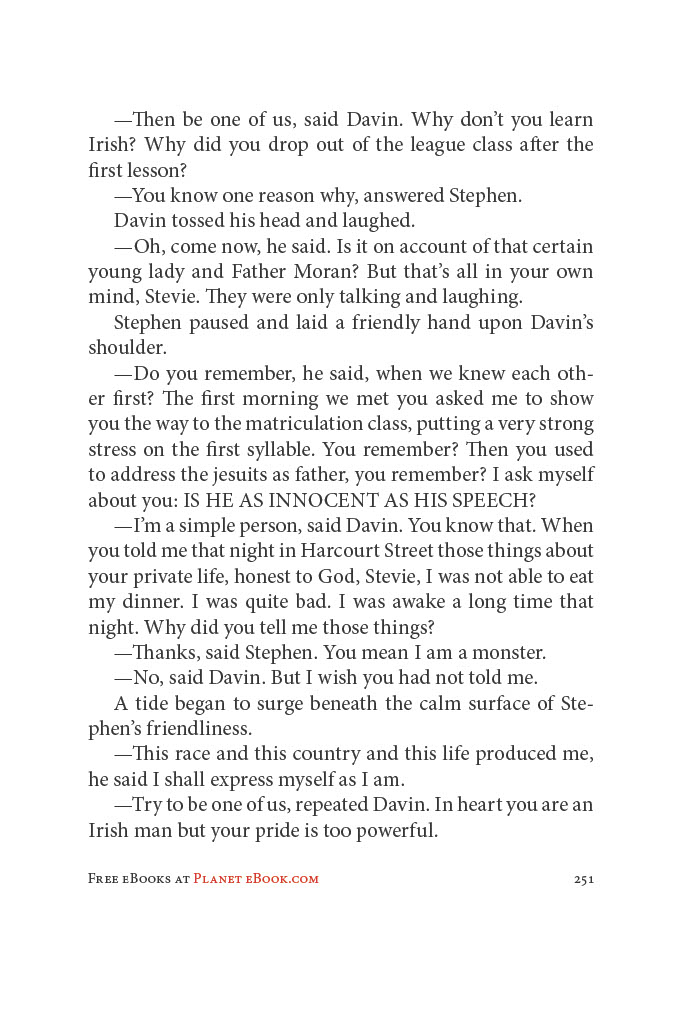 —Then be one of us, said Davin. Why don’t you learn
Irish? Why did you drop out of the league class after the
first lesson?
—You know one reason why, answered Stephen.
Davin tossed his head and laughed.
—Oh, come now, he said. Is it on account of that certain
young lady and Father Moran? But that’s all in your own
mind, Stevie. They were only talking and laughing.
Stephen paused and laid a friendly hand upon Davin’s
shoulder.
—Do you remember, he said, when we knew each oth-
er first? The first morning we met you asked me to show
you the way to the matriculation class, putting a very strong
stress on the first syllable. You remember? Then you used
to address the jesuits as father, you remember? I ask myself
about you: IS HE AS INNOCENT AS HIS SPEECH?
—I’m a simple person, said Davin. You know that. When
you told me that night in Harcourt Street those things about
your private life, honest to God, Stevie, I was not able to eat
my dinner. I was quite bad. I was awake a long time that
night. Why did you tell me those things?
—Thanks, said Stephen. You mean I am a monster.
—No, said Davin. But I wish you had not told me.
A tide began to surge beneath the calm surface of Ste-
phen’s friendliness.
—This race and this country and this life produced me,
he said I shall express myself as I am.
—Try to be one of us, repeated Davin. In heart you are an
Irish man but your pride is too powerful.
Free eBooks at Planet eBook.com
251